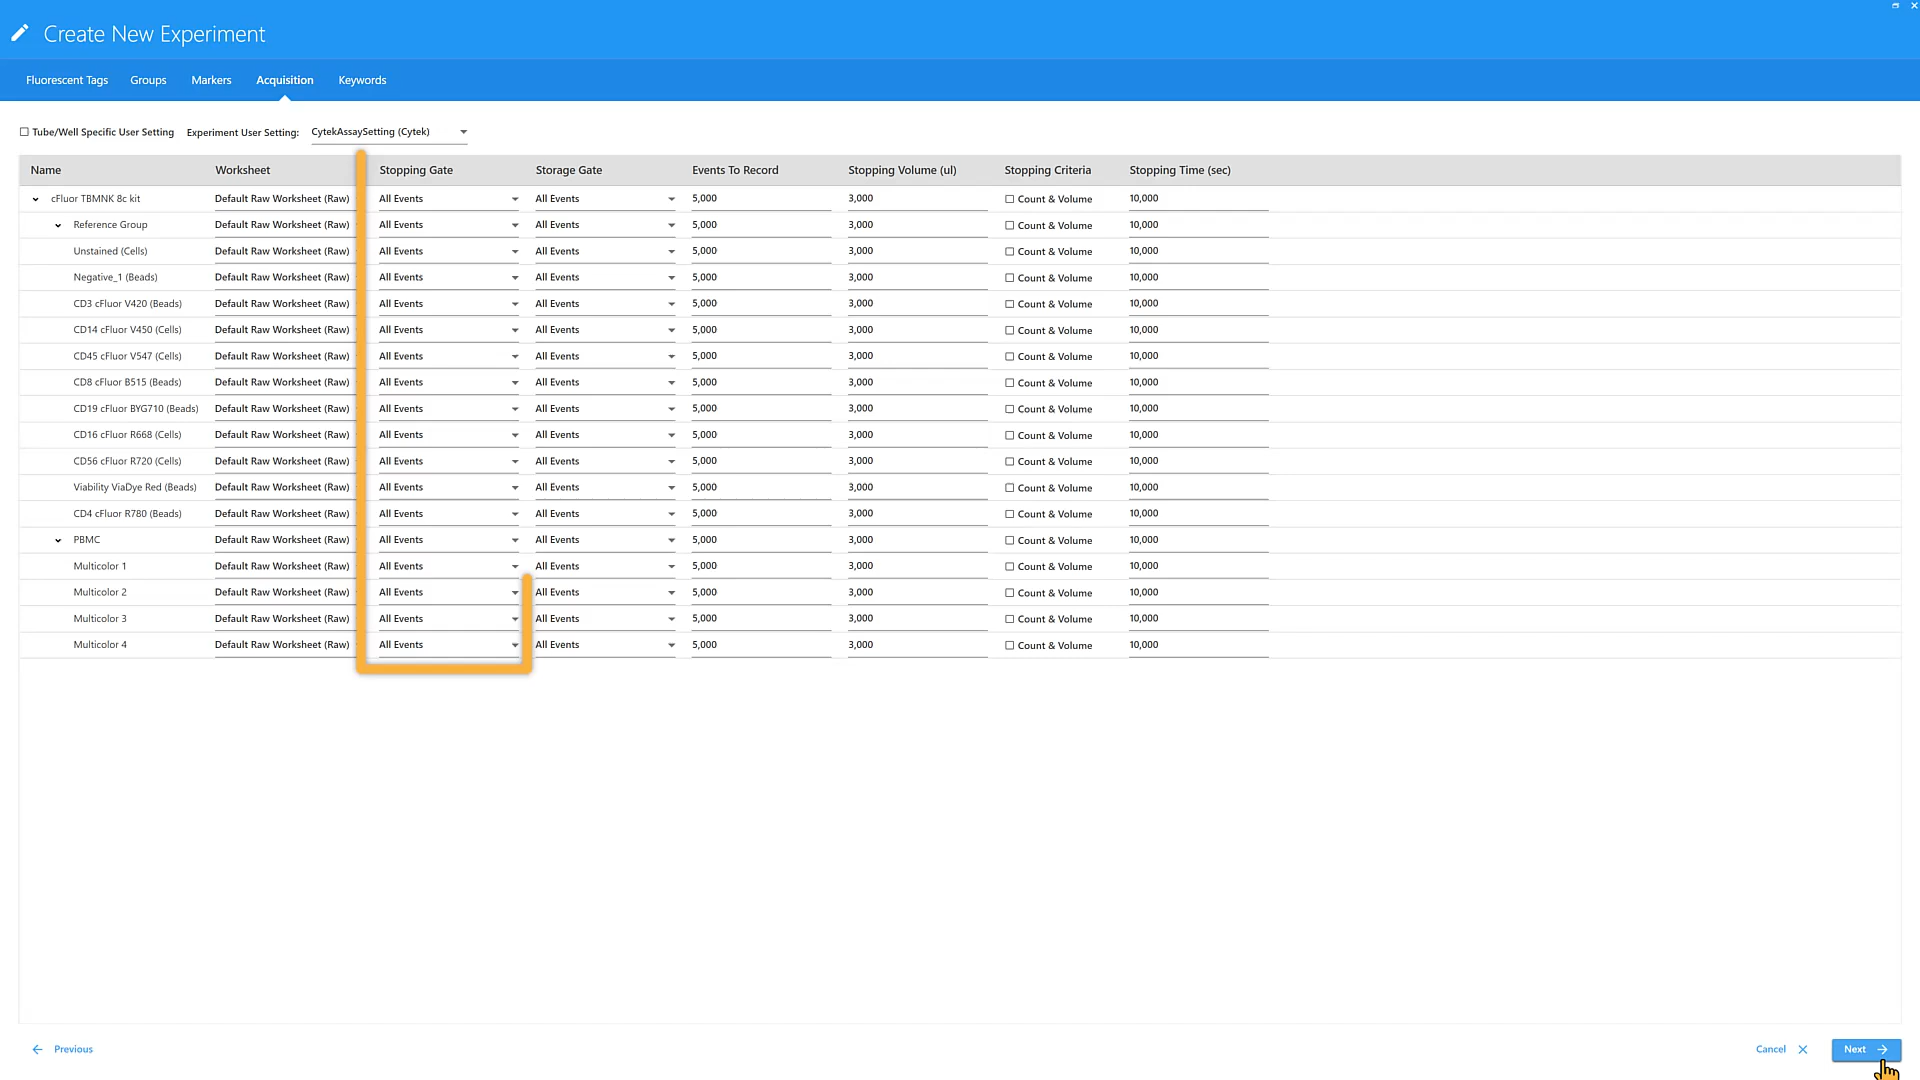 Create New Experiment
Fluorescent Tags Groups Markers Acquisition Keywords
Tube/Well Specific User Setting Experiment User Setting: CytekAssaySetting (Cytek)
Name Worksheet Stopping Gate Storage Gate Events To Record Stopping Volume (ul) Stopping Criteria Stopping Time (sec)
cFluor TBMNK 8c kit Default Raw Worksheet (Raw) All Events All Events 5,000 3,000 Count & Volume 10,000
Reference Group Default Raw Worksheet (Raw) All Events All Events 5,000 3,000 Count & Volume 10,000
Unstained (Cells) Default Raw Worksheet (Raw) All Events All Events 5,000 3,000 Count & Volume 10,000
Negative_1 (Beads) Default Raw Worksheet (Raw) All Events All Events 5,000 3,000 Count & Volume 10,000
CD3 cFluor V420 (Beads) Default Raw Worksheet (Raw) All Events All Events 5,000 3,000 Count & Volume 10,000
CD14 cFluor V450 (Cells) Default Raw Worksheet (Raw) All Events All Events 5,000 3,000 Count & Volume 10,000
CD45 cFluor V547 (Cells) Default Raw Worksheet (Raw) All Events All Events 5,000 3,000 Count & Volume 10,000
CD8 cFluor B515 (Beads) Default Raw Worksheet (Raw) All Events All Events 5,000 3,000 Count & Volume 10,000
CD19 cFluor BYG710 (Beads) Default Raw Worksheet (Raw) All Events All Events 5,000 3,000 Count & Volume 10,000
CD16 cFluor R668 (Cells) Default Raw Worksheet (Raw) All Events All Events 5,000 3,000 Count & Volume 10,000
CD56 cFluor R720 (Cells) Default Raw Worksheet (Raw) All Events All Events 5,000 3,000 Count & Volume 10,000
Viability ViaDye Red (Beads) Default Raw Worksheet (Raw) All Events All Events 5,000 3,000 Count & Volume 10,000
CD4 cFluor R780 (Beads) Default Raw Worksheet (Raw) All Events All Events 5,000 3,000 Count & Volume 10,000
PBMC Default Raw Worksheet (Raw) All Events All Events 5,000 3,000 Count & Volume 10,000
Multicolor 1 Default Raw Worksheet (Raw) All Events All Events 5,000 3,000 Count & Volume 10,000
Multicolor 2 Default Raw Worksheet (Raw) All Events All Events 5,000 3,000 Count & Volume 10,000
Multicolor 3 Default Raw Worksheet (Raw) All Events All Events 5,000 3,000 Count & Volume 10,000
Multicolor 4 Default Raw Worksheet (Raw) All Events All Events 5,000 3,000 Count & Volume 10,000
Previous Cancel Next